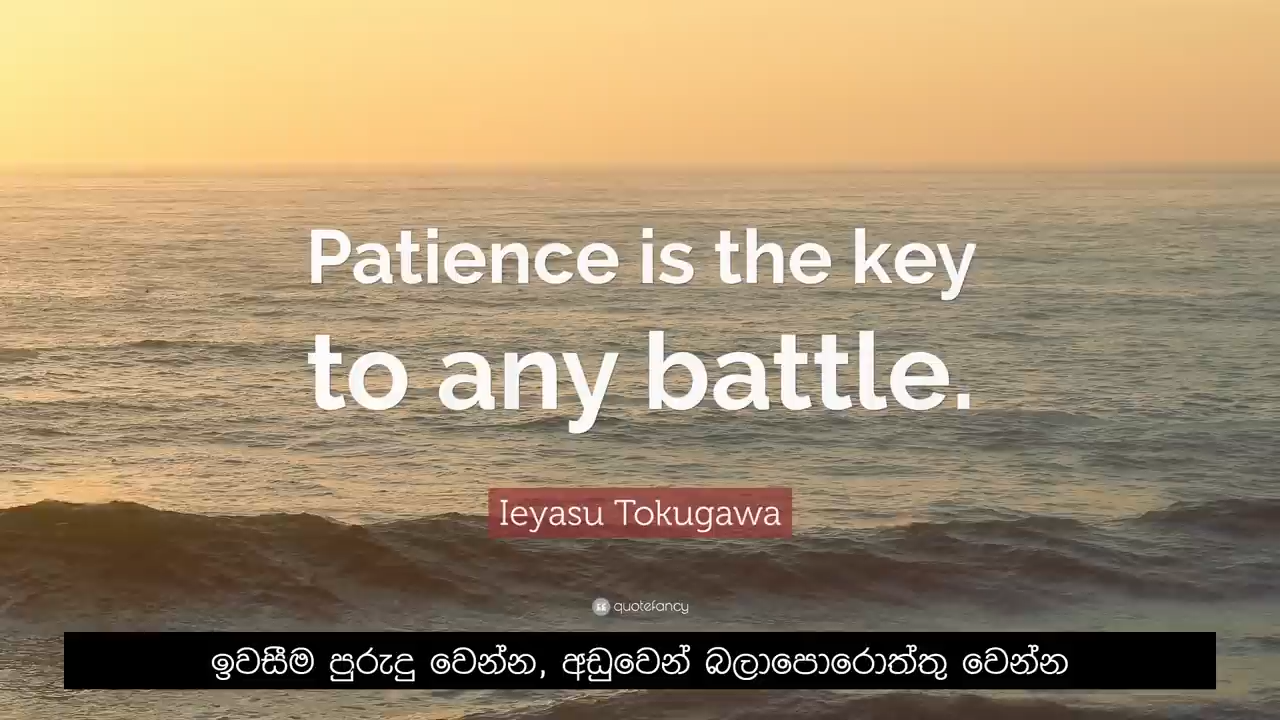 Patience is the key
to any battle.
Ieyasu Tokugawa
quotefancy
ඉවසීම පුරුදු වෙන්න, අඩුවෙන් බලාපොරොත්තු වෙන්න